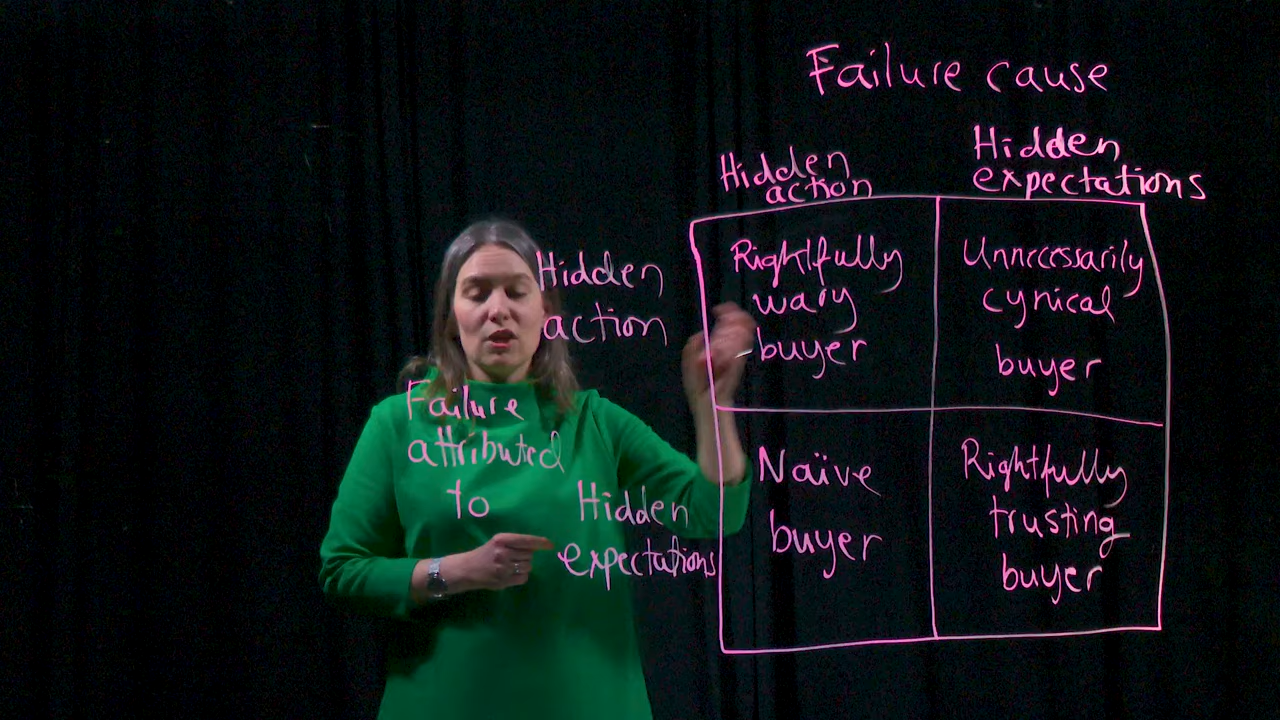 Failure cause
Hidden
action
Hidden
expectations
Hidden
action
Rightfully
wary
buyer
Unnecessarily
cynical
buyer
Failure
attributed
to
Hidden
expectations
Naïve
buyer
Rightfully
trusting
buyer